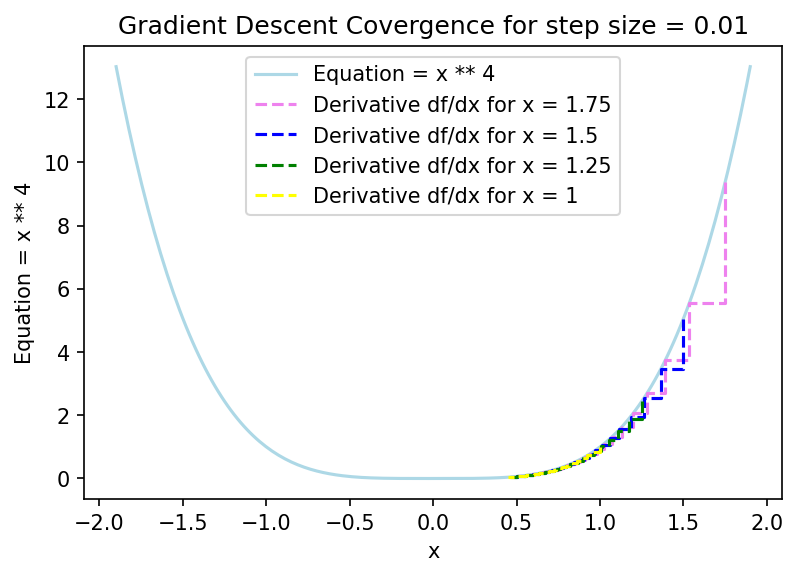 Gradient Descent Covergence for step size = 0.01
Equation = x ** 4
Derivative df/dx for x = 1.75
Derivative df/dx for x = 1.5
Derivative df/dx for x = 1.25
Derivative df/dx for x = 1
Equation = x ** 4
12
10
8
6
4
2
0
−2.0 −1.5 −1.0 −0.5 0.0 0.5 1.0 1.5 2.0
x